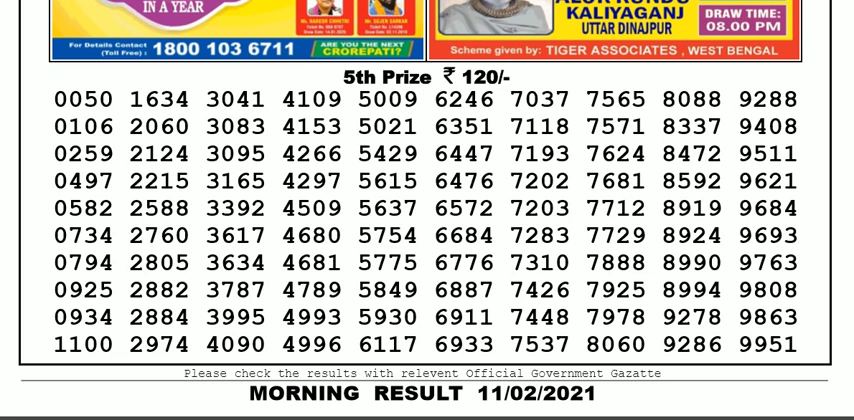 IN A YEAR
For Details Contact
(Toll Free) : 1800 103 6711
ARE YOU THE NEXT
CROREPATI?
KALIYAGANJ
UTTAR DINAJPUR
DRAW TIME:
08.00 PM
Scheme given by: TIGER ASSOCIATES , WEST BENGAL
5th Prize ₹ 120/-
0050 1634 3041 4109 5009 6246 7037 7565 8088 9288
0106 2060 3083 4153 5021 6351 7118 7571 8337 9408
0259 2124 3095 4266 5429 6447 7193 7624 8472 9511
0497 2215 3165 4297 5615 6476 7202 7681 8592 9621
0582 2588 3392 4509 5637 6572 7203 7712 8919 9684
0734 2760 3617 4680 5754 6684 7283 7729 8924 9693
0794 2805 3634 4681 5775 6776 7310 7888 8990 9763
0925 2882 3787 4789 5849 6887 7426 7925 8994 9808
0934 2884 3995 4993 5930 6911 7448 7978 9278 9863
1100 2974 4090 4996 6117 6933 7537 8060 9286 9951
Please check the results with relevent Official Government Gazatte
MORNING RESULT 11/02/2021